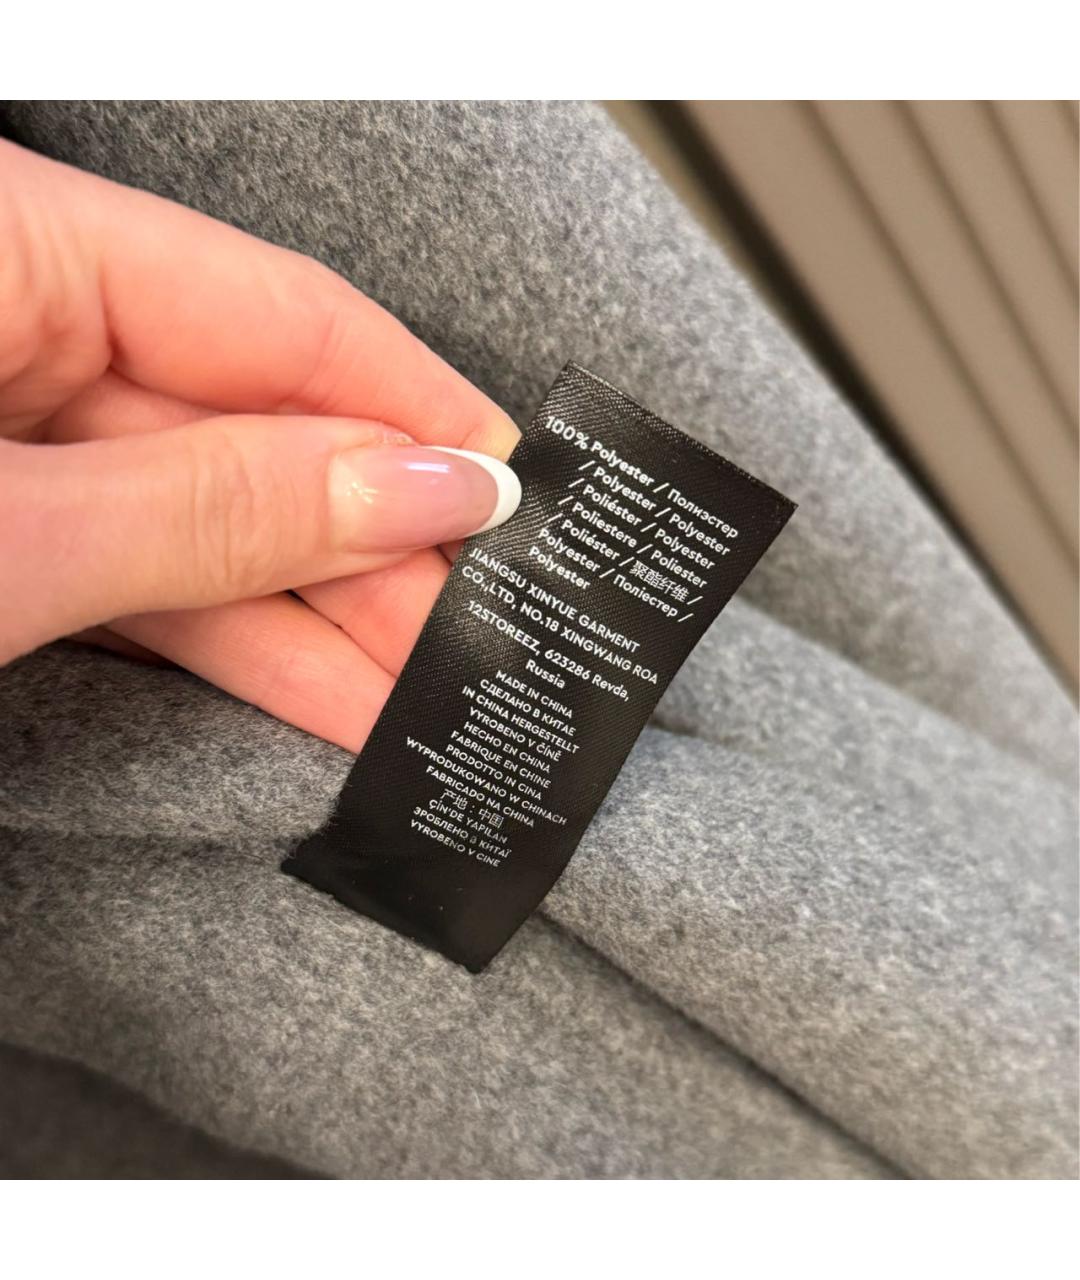 100% Polyester / Полиэстер
/ Polyester / Polyester
/ Poliéster / Polyester
/ Poliestere / Poliester
/ Poliéster / 聚酯纤维 /
Polyester / Поліестер /
Polyester
JIANGSU XINYUE GARMENT
CO,LTD, NO.18 XINGWANG ROA
12STOREEZ, 623286 Revda,
Russia
MADE IN CHINA
СДЕЛАНО В КИТАЕ
IN CHINA HERGESTELLT
VYROBENO V ČÍNĚ
HECHO EN CHINA
FABRIQUE EN CHINE
PRODOTTO IN CINA
WYPRODUKOWANO W CHINACH
FABRICADO NA CHINA
产地：中国
ÇİN'DE YAPILAN
ЗРОБЛЕНО В КИТАЇ
VYROBENO V CINE